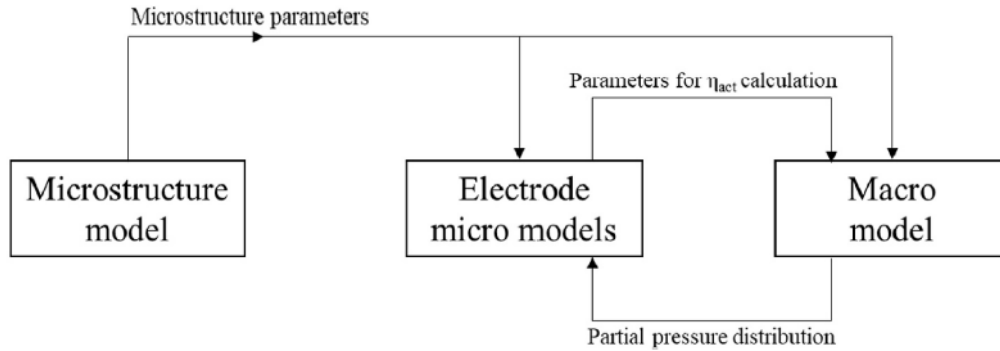 Microstructure parameters
Parameters for ηact calculation
Microstructure
model
Electrode
micro models
Macro
model
Partial pressure distribution